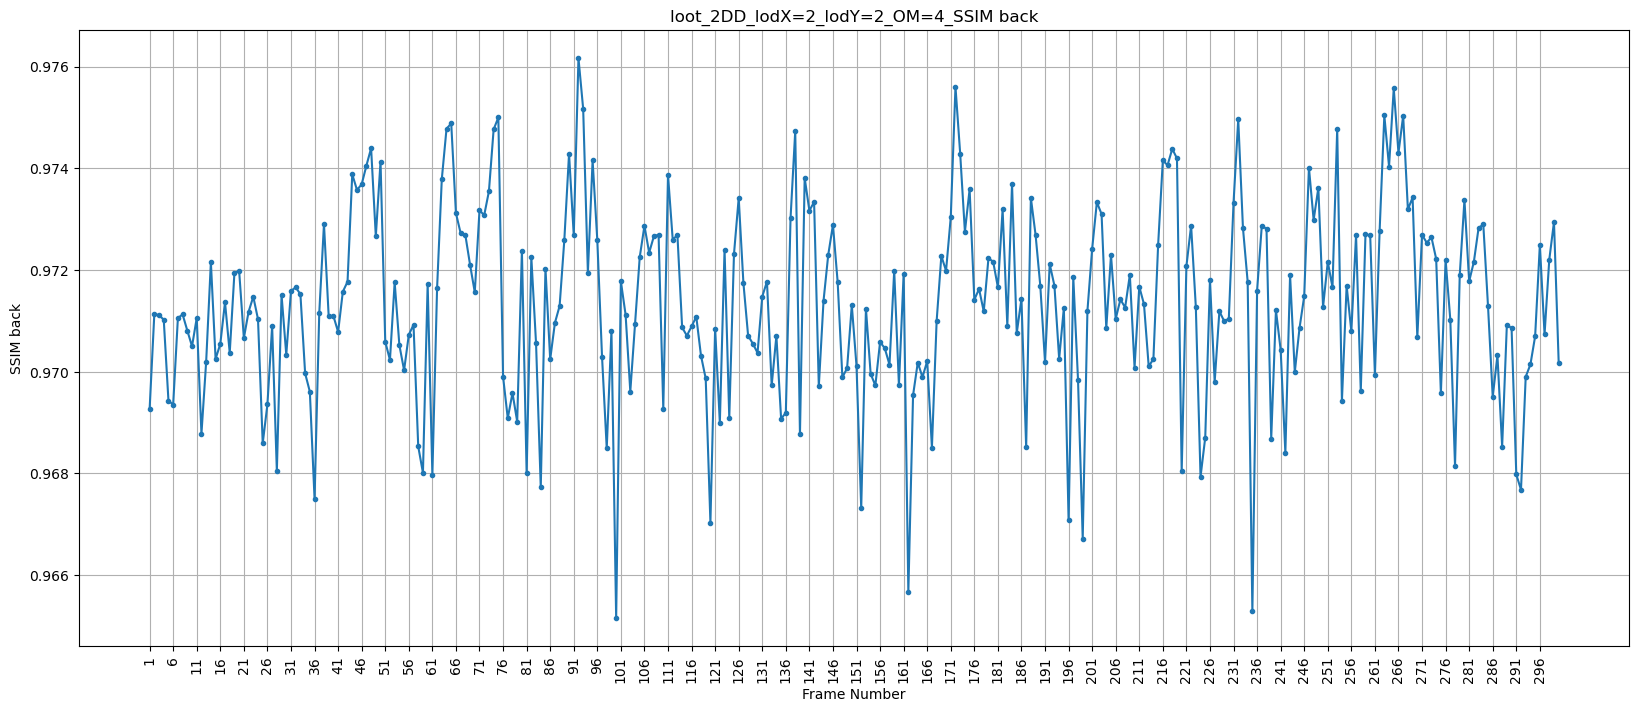 loot_2DD_lodX=2_lodY=2_OM=4_SSIM back
SSIM back
0.976
0.974
0.972
0.970
0.968
0.966
1 6 11 16 21 26 31 36 41 46 51 56 61 66 71 76 81 86 91 96 101 106 111 116 121 126 131 136 141 146 151 156 161 166 171 176 181 186 191 196 201 206 211 216 221 226 231 236 241 246 251 256 261 266 271 276 281 286 291 296
Frame Number